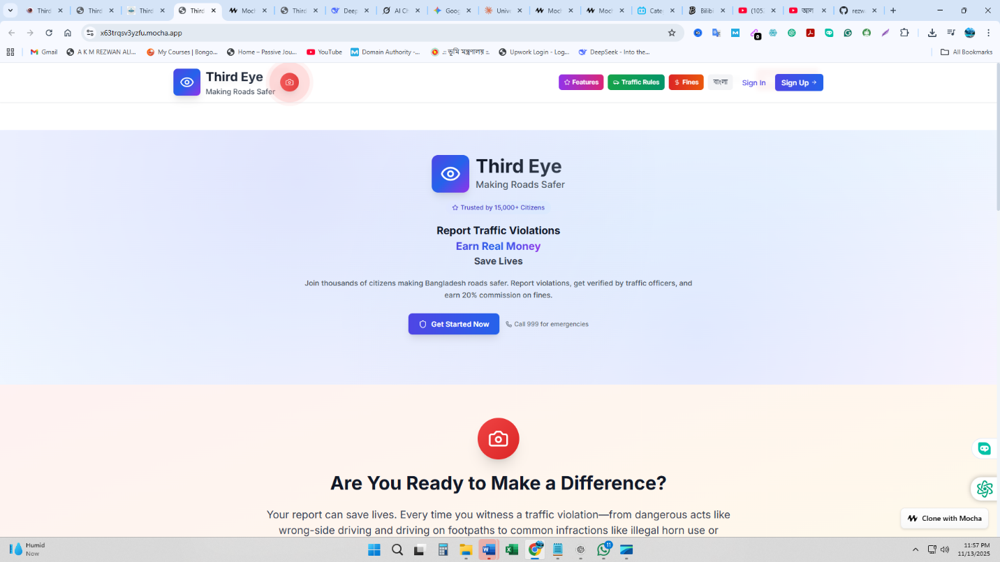 Third
Third
Third
Third
Moch
Third
Deep
AI Ch
Goog
Unive
Moch
Moch
Cate
Bilibi
(105
আল
rezw
x63trqsv3yzfu.mocha.app
0
Gmail
A K M REZWAN ALI...
My Courses | Bongo...
Home – Passive Jou...
YouTube
Domain Authority -...
.:: ভূমি মন্ত্রণালয় ::.
Upwork Login - Log...
DeepSeek - Into the...
All Bookmarks
Third Eye
Making Roads Safer
Features
Traffic Rules
Fines
বাংলা
Sign In
Sign Up
Third Eye
Making Roads Safer
Trusted by 15,000+ Citizens
Report Traffic Violations
Earn Real Money
Save Lives
Join thousands of citizens making Bangladesh roads safer. Report violations, get verified by traffic officers, and
earn 20% commission on fines.
Get Started Now
Call 999 for emergencies
Are You Ready to Make a Difference?
Your report can save lives. Every time you witness a traffic violation—from dangerous acts like
wrong-side driving and driving on footpaths to common infractions like illegal horn use or
Clone with Mocha
Humid
Now
11
11:57 PM
11/13/2025